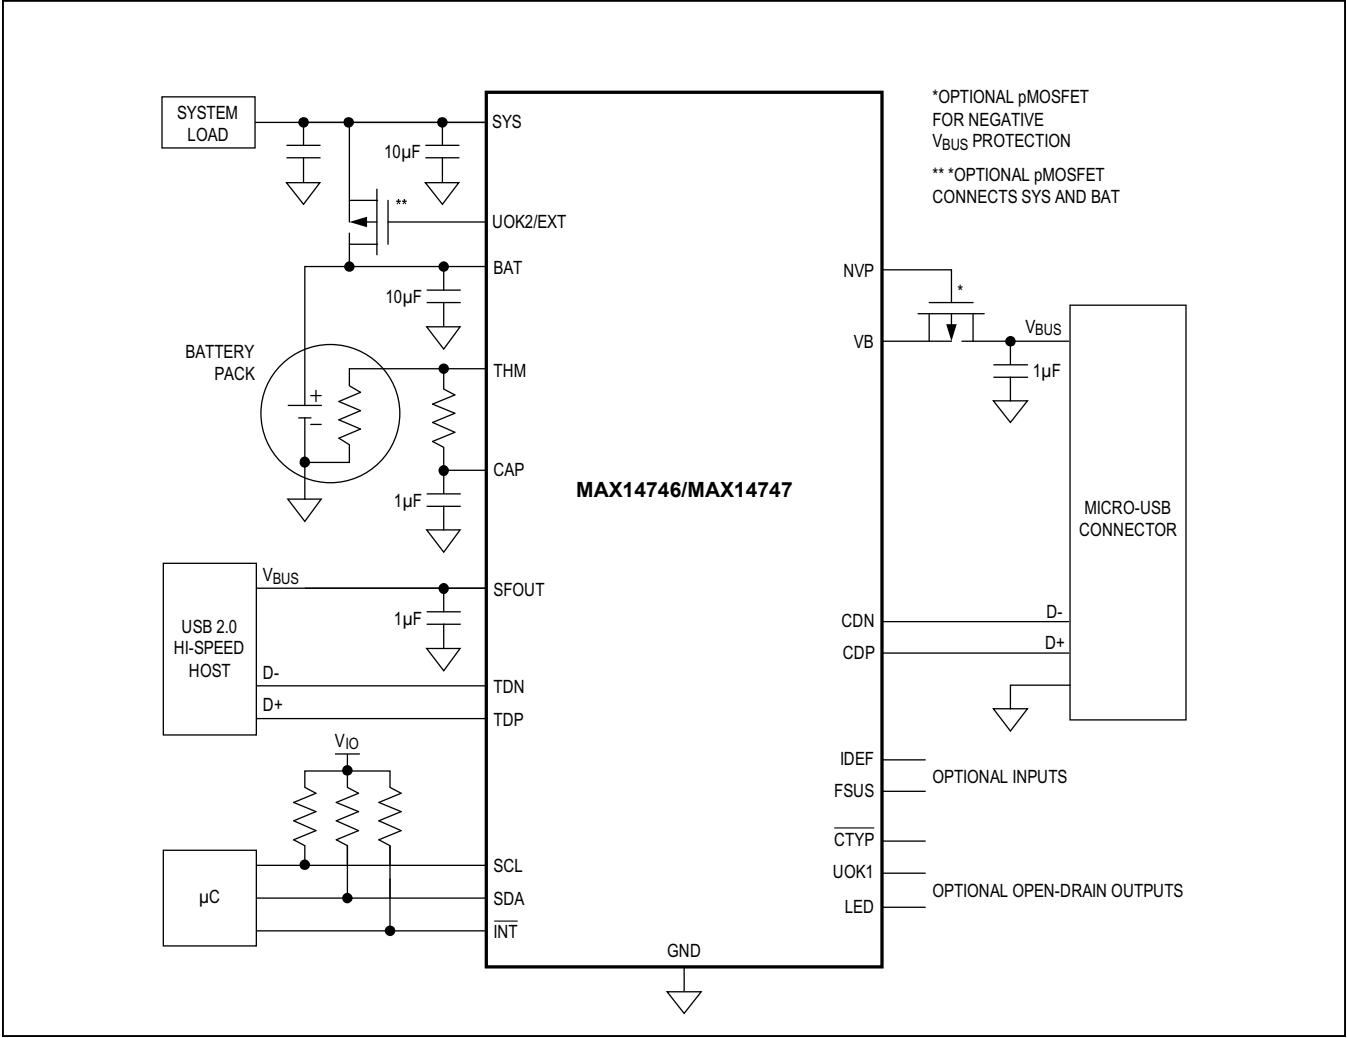 SYSTEM
LOAD
10µF
SYS
**
UOK2/EXT
BAT
10µF
BATTERY
PACK
+
−
THM
CAP
1µF
USB 2.0
HI-SPEED
HOST
VBUS
SFOUT
1µF
D-
TDN
D+
TDP
VIO
µC
SCL
SDA
INT
MAX14746/MAX14747
GND
*OPTIONAL pMOSFET
FOR NEGATIVE
VBUS PROTECTION
** *OPTIONAL pMOSFET
CONNECTS SYS AND BAT
NVP
*
VB
VBUS
1µF
MICRO-USB
CONNECTOR
CDN
D-
CDP
D+
IDEF
FSUS
OPTIONAL INPUTS
CTYP
UOK1
LED
OPTIONAL OPEN-DRAIN OUTPUTS